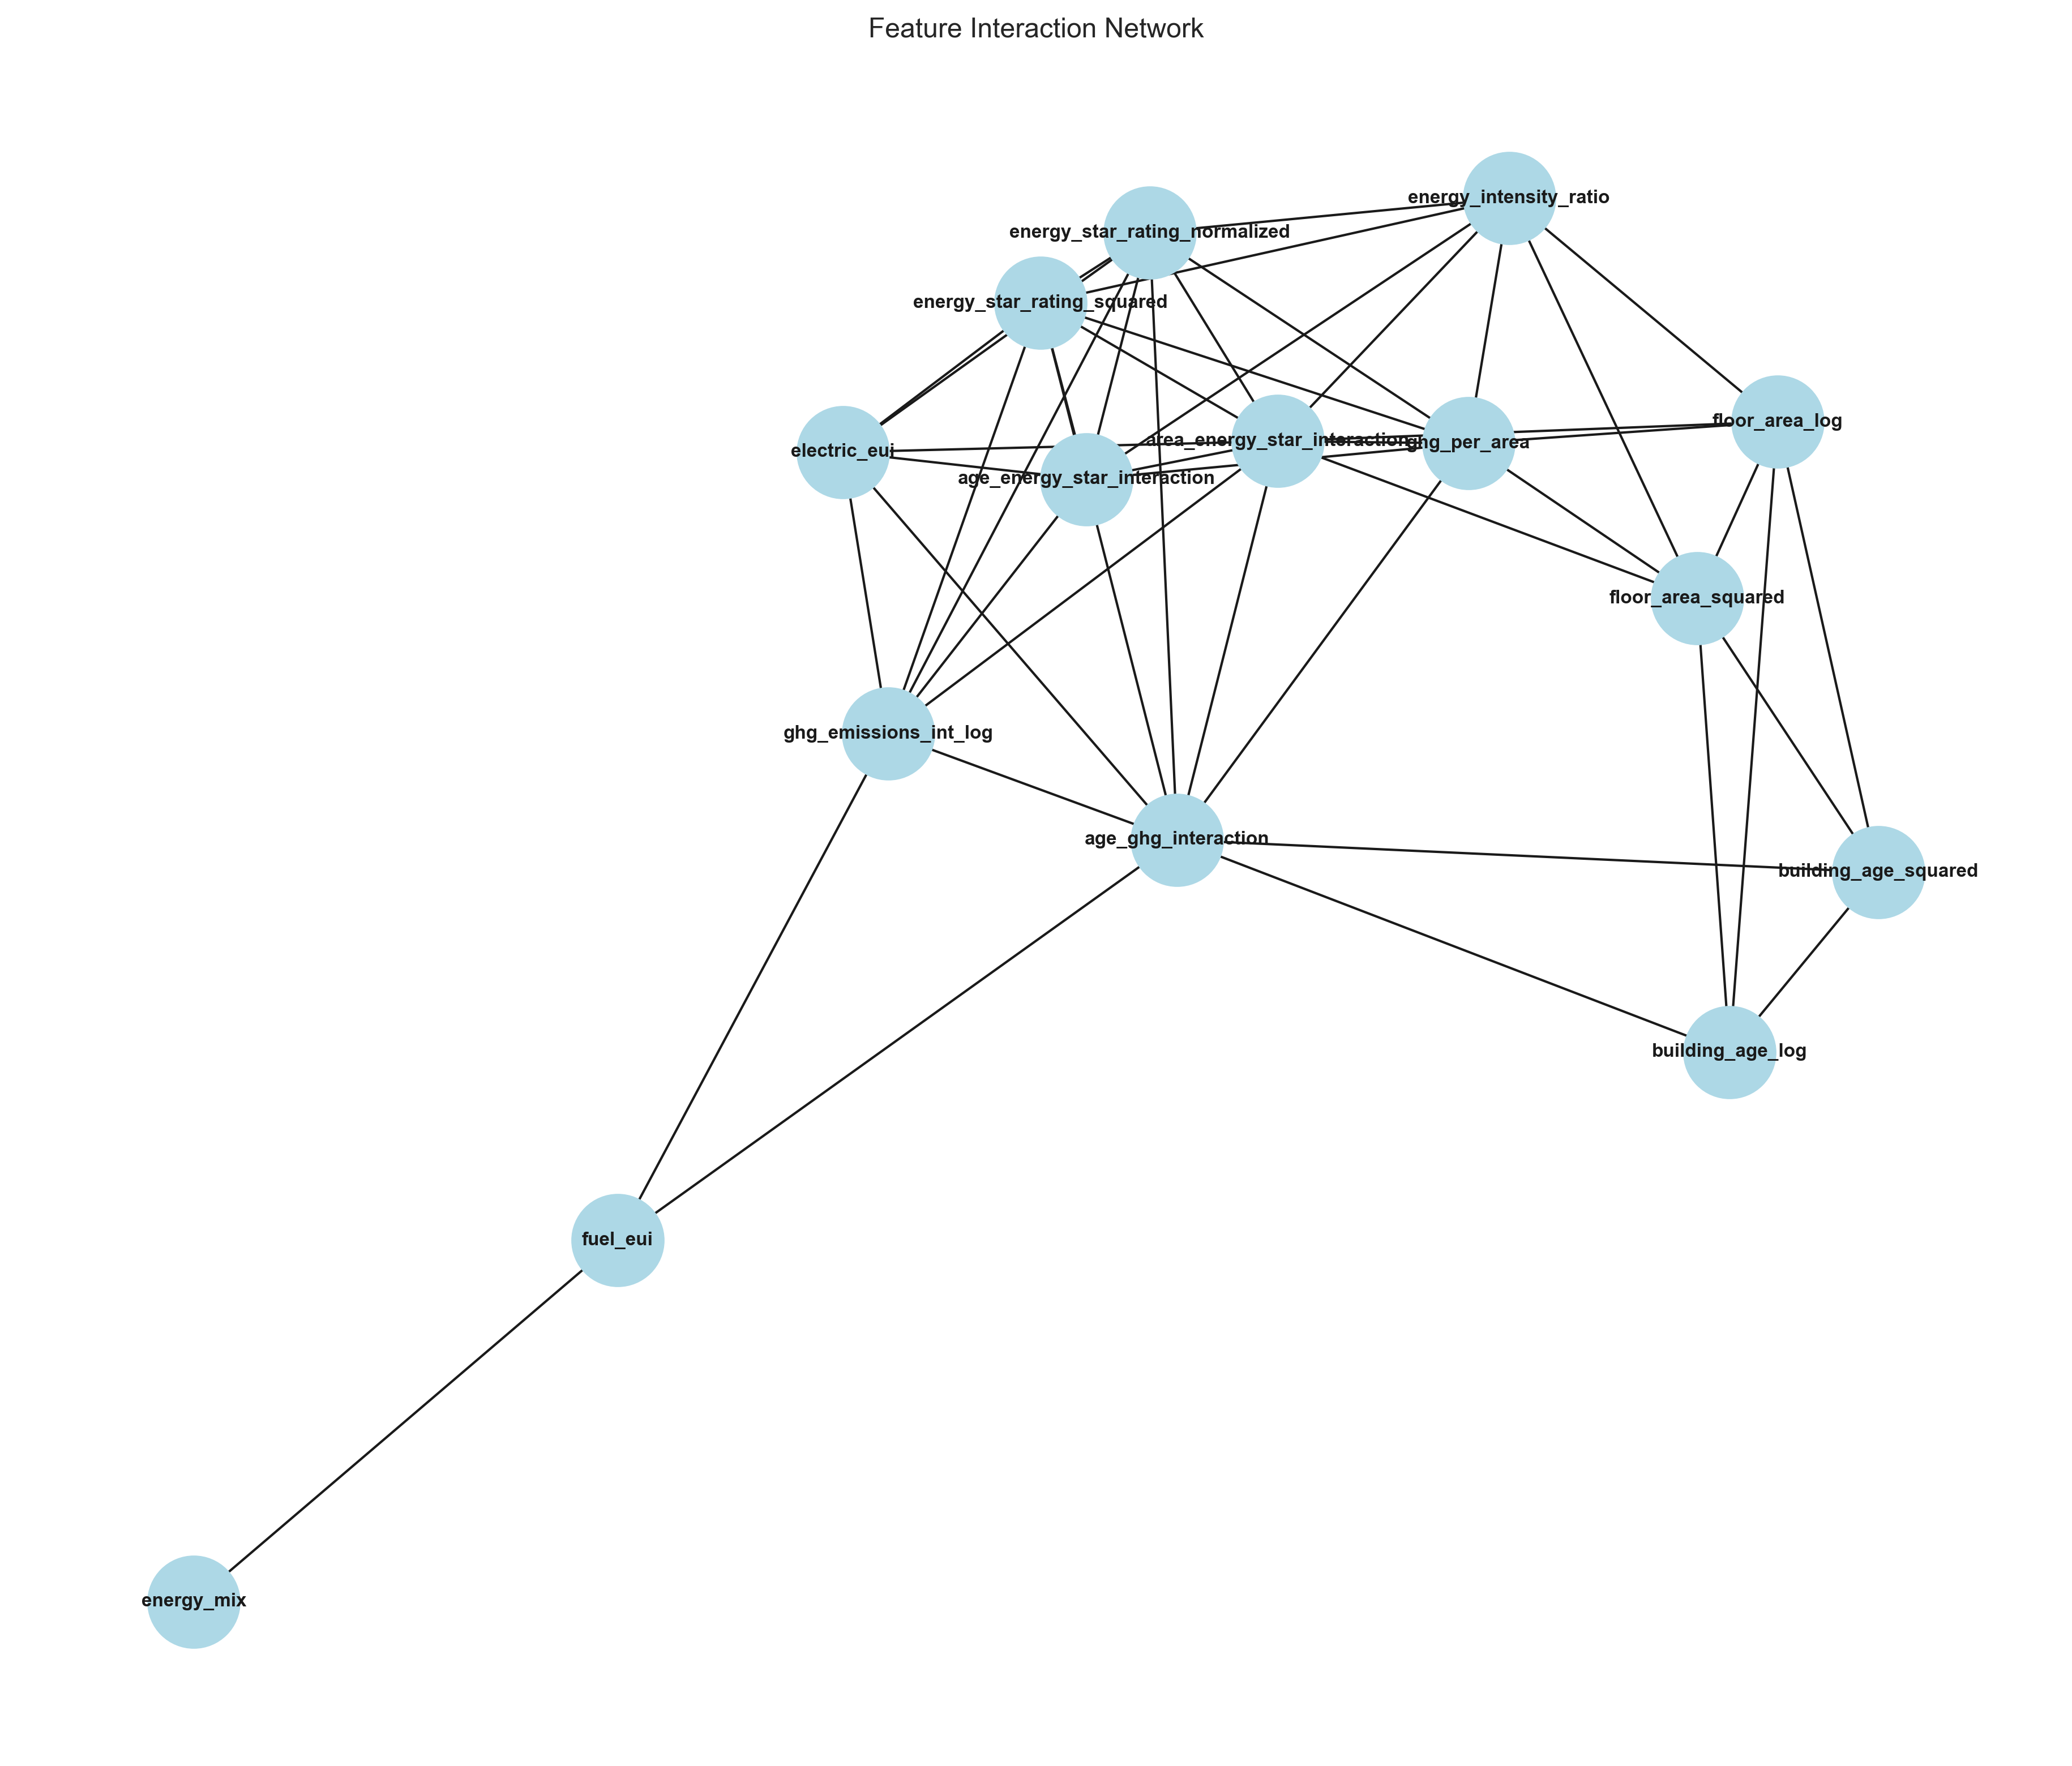 Feature Interaction Network
energy_intensity_ratio
energy_star_rating_normalized
energy_star_rating_squared
floor_area_log
area_energy_star_interaction
ghg_per_area
electric_eui
age_energy_star_interaction
floor_area_squared
ghg_emissions_int_log
age_ghg_interaction
building_age_squared
building_age_log
fuel_eui
energy_mix